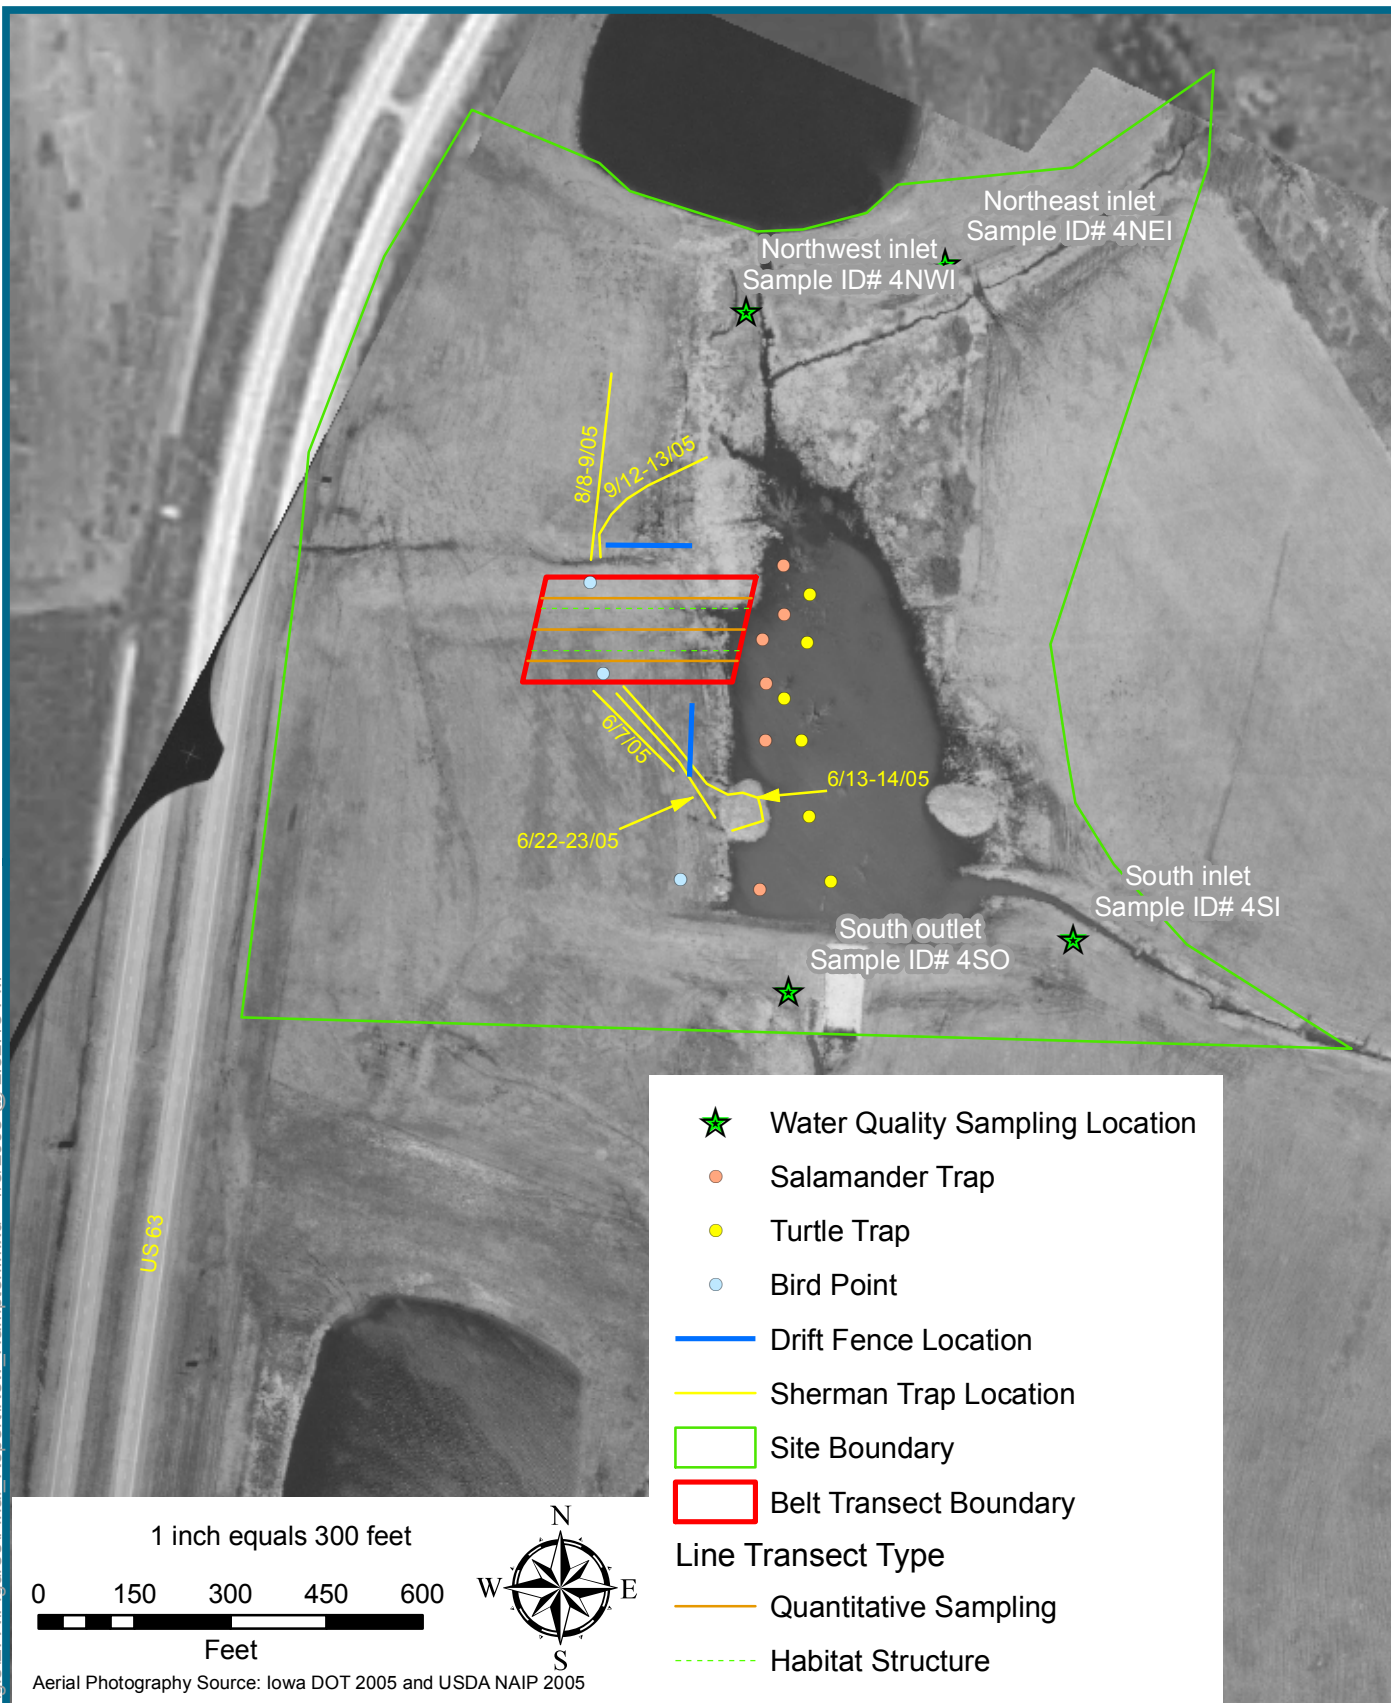 Northeast inlet
Sample ID# 4NEI
Northwest inlet
Sample ID# 4NWI
8/8-9/05
9/12-13/05
6/7/05
6/13-14/05
6/22-23/05
South inlet
Sample ID# 4SI
South outlet
Sample ID# 4SO
US 63
Water Quality Sampling Location
Salamander Trap
Turtle Trap
Bird Point
Drift Fence Location
Sherman Trap Location
Site Boundary
Belt Transect Boundary
Line Transect Type
Quantitative Sampling
Habitat Structure
1 inch equals 300 feet
0 150 300 450 600
Feet
N
W E
S
Aerial Photography Source: Iowa DOT 2005 and USDA NAIP 2005